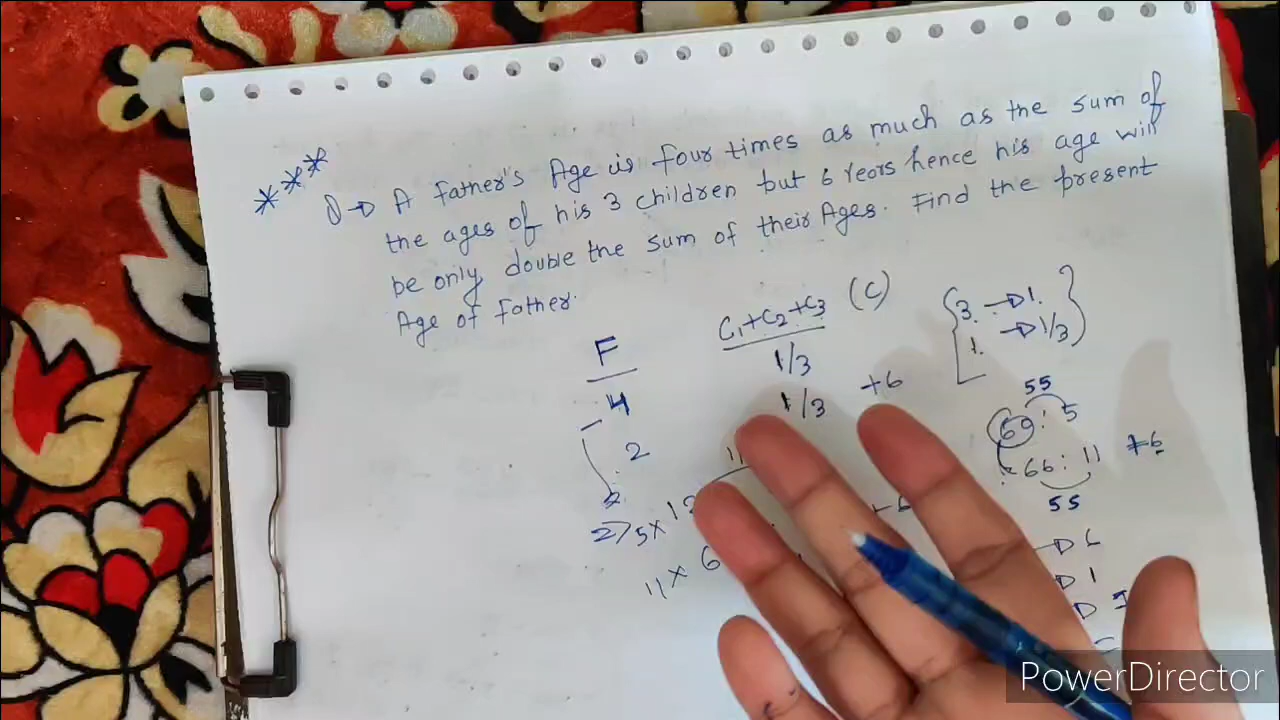 A father's Age is four times as much as the sum of
the ages of his 3 children but 6 Years hence his age will
be only double the sum of their Ages. Find the present
Age of father.
F
C1+C2+C3 (C)
4
1/3
2
1/3 +6
3. → 1.
1. → 1/3
55
69 : 5
66 : 11 +6
55
5 x 12
11 x 6
PowerDirector